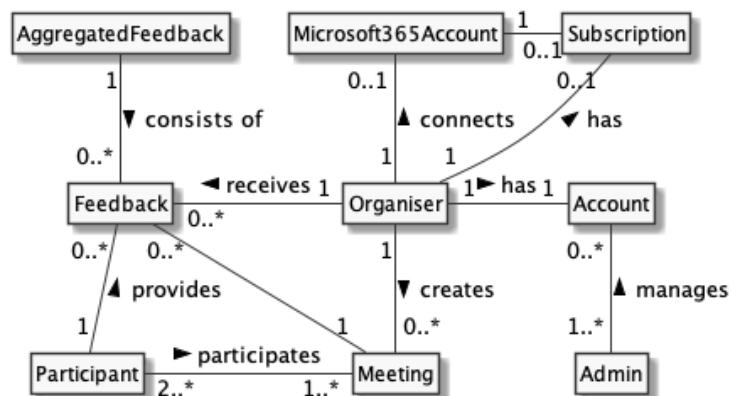 AggregatedFeedback Microsoft365Account 1 0..1 Subscription
1 0..1 0..1
consists of connects has
0..* 1 1
Feedback receives 1 0..* Organiser 1 has 1 Account
0..* 0..* 1 0..*
provides creates manages
1 1 0..* 1..*
Participant participates 2..* 1..* Meeting Admin